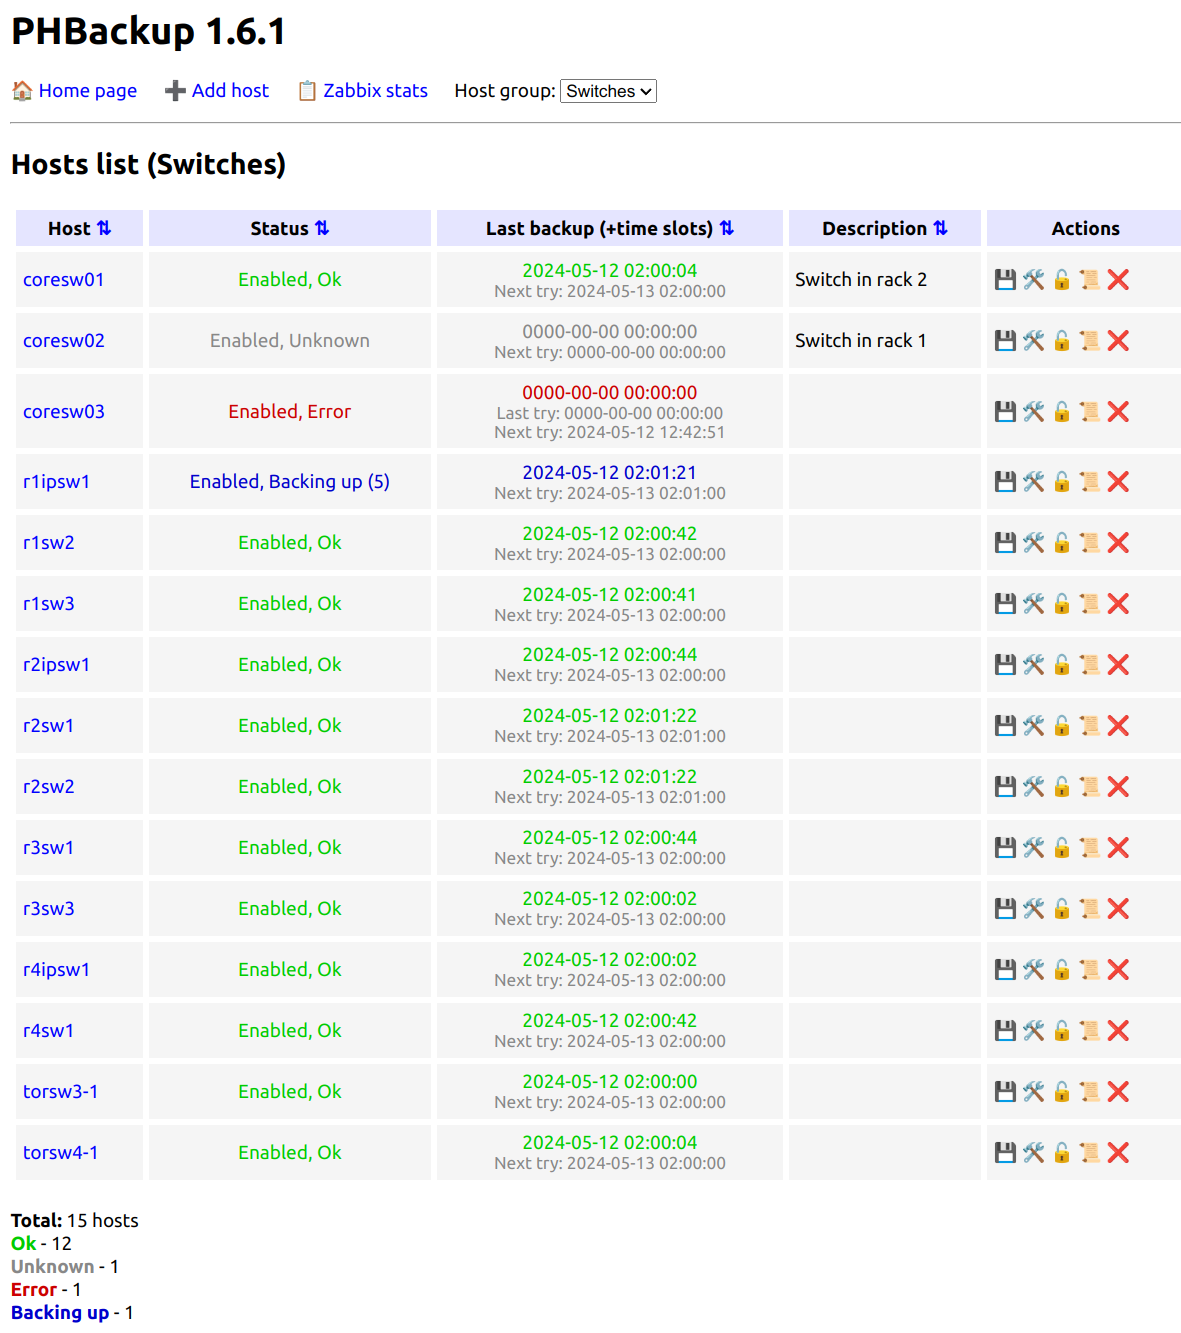 PHBackup 1.6.1
Home page Add host Zabbix stats Host group: Switches
Hosts list (Switches)
Host ⇅ Status ⇅ Last backup (+time slots) ⇅ Description ⇅ Actions
coresw01 Enabled, Ok 2024-05-12 02:00:04 Switch in rack 2
Next try: 2024-05-13 02:00:00
coresw02 Enabled, Unknown 0000-00-00 00:00:00 Switch in rack 1
Next try: 0000-00-00 00:00:00
coresw03 Enabled, Error 0000-00-00 00:00:00
Last try: 0000-00-00 00:00:00
Next try: 2024-05-12 12:42:51
r1ipsw1 Enabled, Backing up (5) 2024-05-12 02:01:21
Next try: 2024-05-13 02:01:00
r1sw2 Enabled, Ok 2024-05-12 02:00:42
Next try: 2024-05-13 02:00:00
r1sw3 Enabled, Ok 2024-05-12 02:00:41
Next try: 2024-05-13 02:00:00
r2ipsw1 Enabled, Ok 2024-05-12 02:00:44
Next try: 2024-05-13 02:00:00
r2sw1 Enabled, Ok 2024-05-12 02:01:22
Next try: 2024-05-13 02:01:00
r2sw2 Enabled, Ok 2024-05-12 02:01:22
Next try: 2024-05-13 02:01:00
r3sw1 Enabled, Ok 2024-05-12 02:00:44
Next try: 2024-05-13 02:00:00
r3sw3 Enabled, Ok 2024-05-12 02:00:02
Next try: 2024-05-13 02:00:00
r4ipsw1 Enabled, Ok 2024-05-12 02:00:02
Next try: 2024-05-13 02:00:00
r4sw1 Enabled, Ok 2024-05-12 02:00:42
Next try: 2024-05-13 02:00:00
torsw3-1 Enabled, Ok 2024-05-12 02:00:00
Next try: 2024-05-13 02:00:00
torsw4-1 Enabled, Ok 2024-05-12 02:00:04
Next try: 2024-05-13 02:00:00
Total: 15 hosts
Ok - 12
Unknown - 1
Error - 1
Backing up - 1